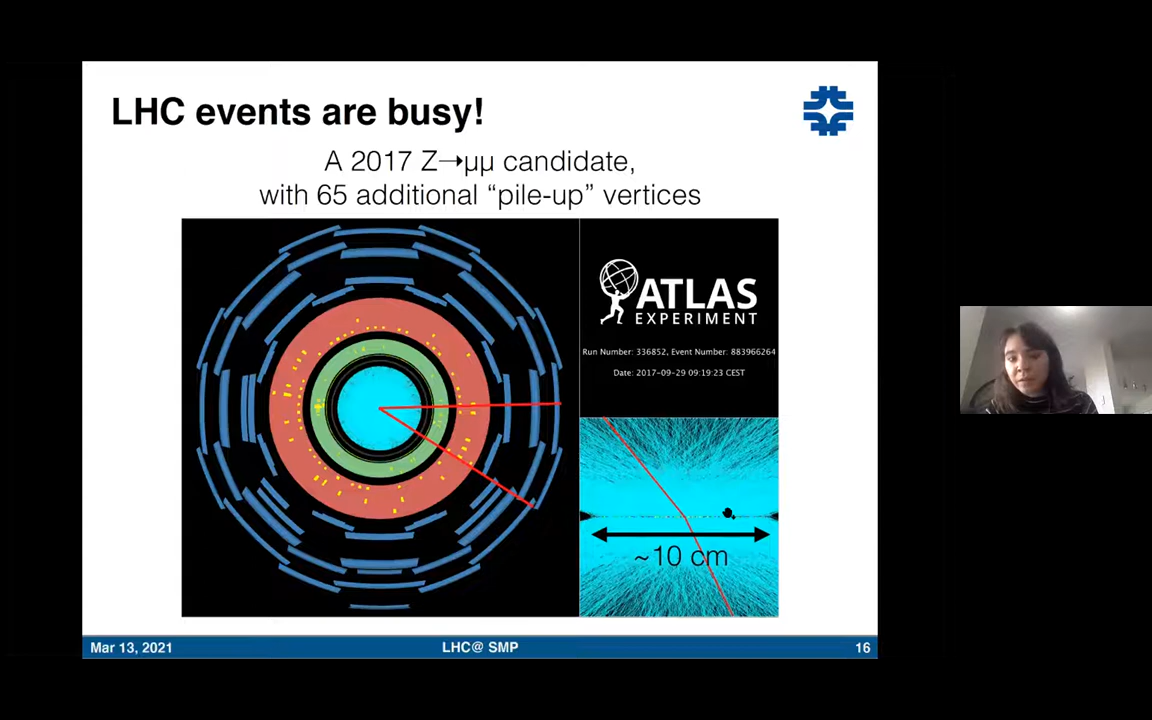 LHC events are busy!
A 2017 Z→μμ candidate,
with 65 additional “pile-up” vertices
ATLAS
EXPERIMENT
Run Number: 336852, Event Number: 883966264
Date: 2017-09-29 09:19:23 CEST
~10 cm
Mar 13, 2021
LHC@ SMP
16